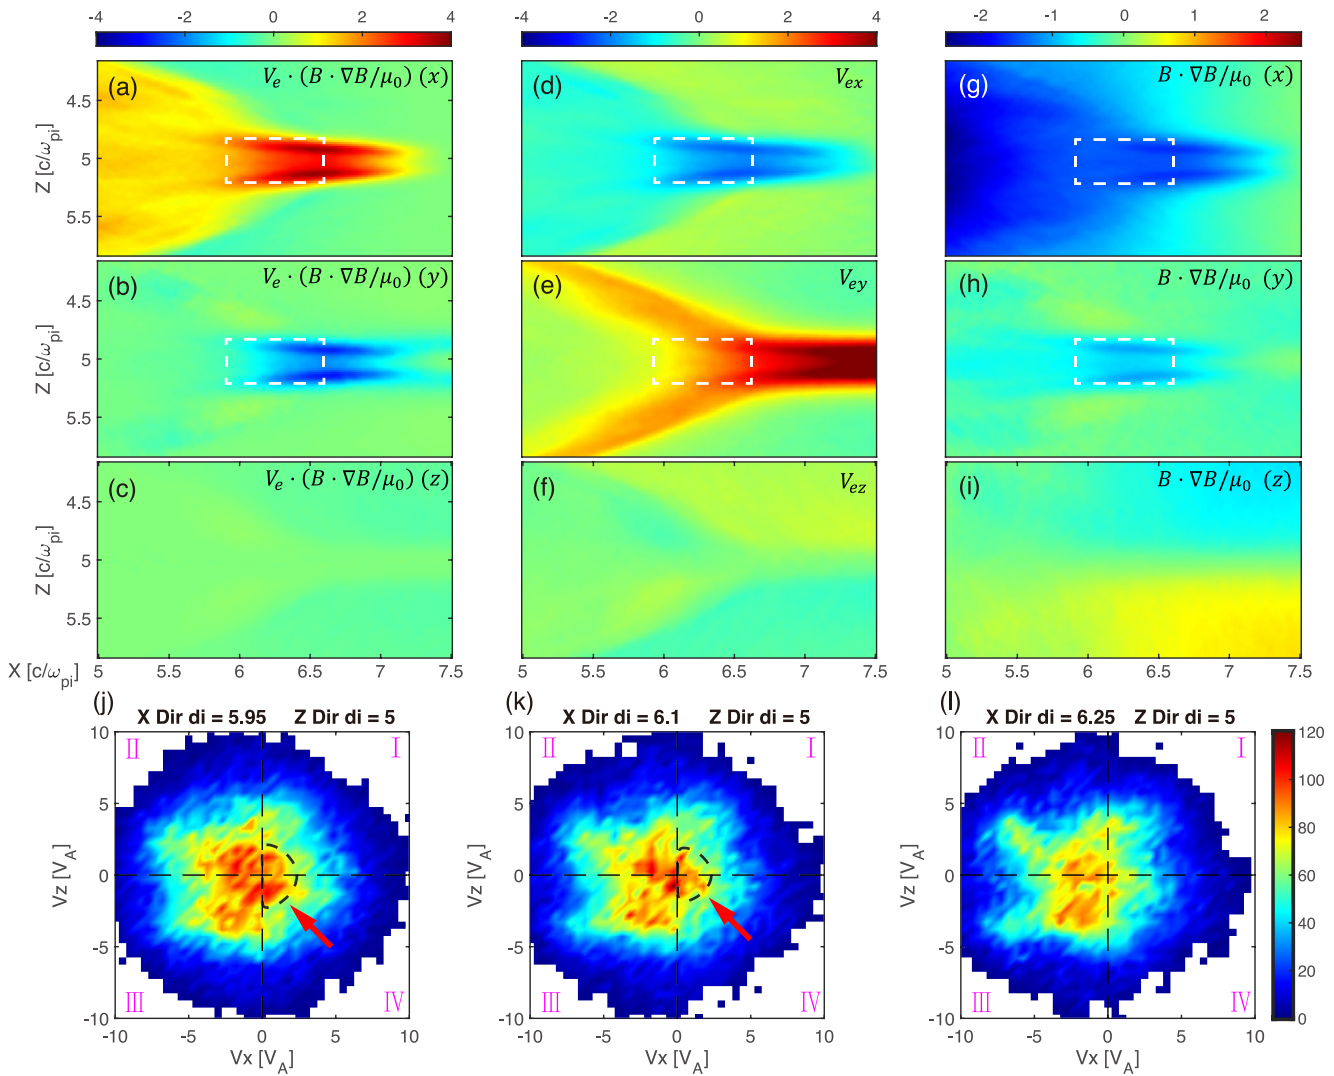 -4 -2 0 2 4
-4 -2 0 2 4
-2 -1 0 1 2
(a) V_e · (B · ∇B/μ_0) (x)
(d) V_ex
(g) B · ∇B/μ_0 (x)
Z [c/ω_pi]
4.5
5
5.5
(b) V_e · (B · ∇B/μ_0) (y)
(e) V_ey
(h) B · ∇B/μ_0 (y)
Z [c/ω_pi]
4.5
5
5.5
(c) V_e · (B · ∇B/μ_0) (z)
(f) V_ez
(i) B · ∇B/μ_0 (z)
Z [c/ω_pi]
4.5
5
5.5
X [c/ω_pi] 5 5.5 6 6.5 7 7.5
5 5.5 6 6.5 7 7.5
5 5.5 6 6.5 7 7.5
(j) X Dir di = 5.95 Z Dir di = 5
(k) X Dir di = 6.1 Z Dir di = 5
(l) X Dir di = 6.25 Z Dir di = 5
Vz [V_A]
10
5
0
-5
-10
II I
III IV
-10 -5 0 5 10
Vx [V_A]
Vz [V_A]
10
5
0
-5
-10
II I
III IV
-10 -5 0 5 10
Vx [V_A]
Vz [V_A]
10
5
0
-5
-10
II I
III IV
-10 -5 0 5 10
Vx [V_A]
120
100
80
60
40
20
0